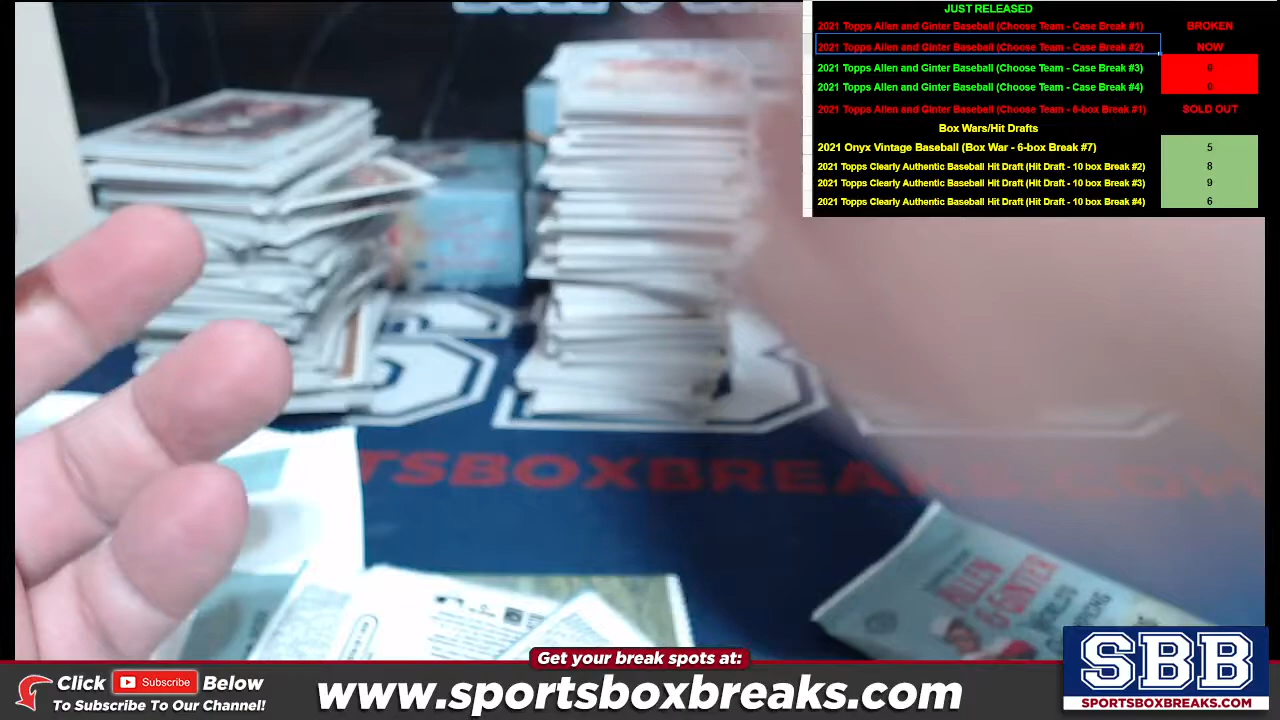 JUST RELEASED
2021 Topps Allen and Ginter Baseball (Choose Team - Case Break #1) BROKEN
2021 Topps Allen and Ginter Baseball (Choose Team - Case Break #2) NOW
2021 Topps Allen and Ginter Baseball (Choose Team - Case Break #3) 0
2021 Topps Allen and Ginter Baseball (Choose Team - Case Break #4) 0
2021 Topps Allen and Ginter Baseball (Choose Team - 6-box Break #1) SOLD OUT
Box Wars/Hit Drafts
2021 Onyx Vintage Baseball (Box War - 6-box Break #7) 5
2021 Topps Clearly Authentic Baseball Hit Draft (Hit Draft - 10 box Break #2) 8
2021 Topps Clearly Authentic Baseball Hit Draft (Hit Draft - 10 box Break #3) 9
2021 Topps Clearly Authentic Baseball Hit Draft (Hit Draft - 10 box Break #4) 6
TSBOXBREAKS.COM
ALLEN
& GINTER
Get your break spots at:
Click Subscribe Below
To Subscribe To Our Channel!
www.sportsboxbreaks.com
SBB
SPORTSBOXBREAKS.COM